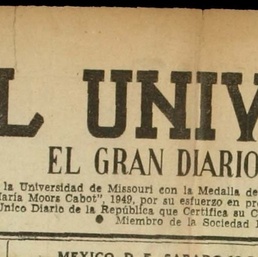 L UNIV
EL GRAN DIARIO
la Universidad de Missouri con la Medalla de
María Moors Cabot", 1949, por su esfuerzo en pro
Unico Diario de la República que Certifica su C
● Miembro de la Sociedad
MEXICO, D. F., SABADO